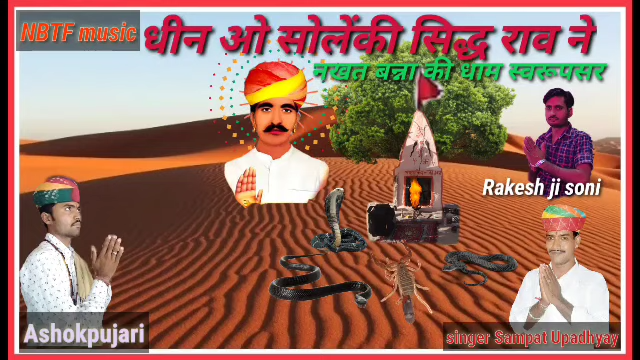 NBTF music
धीन ओ सोलेंकी सिद्ध राव ने
नखत बन्ना की धाम स्वरूपसर
Rakesh ji soni
Ashokpujari
singer Sampat Upadhyay